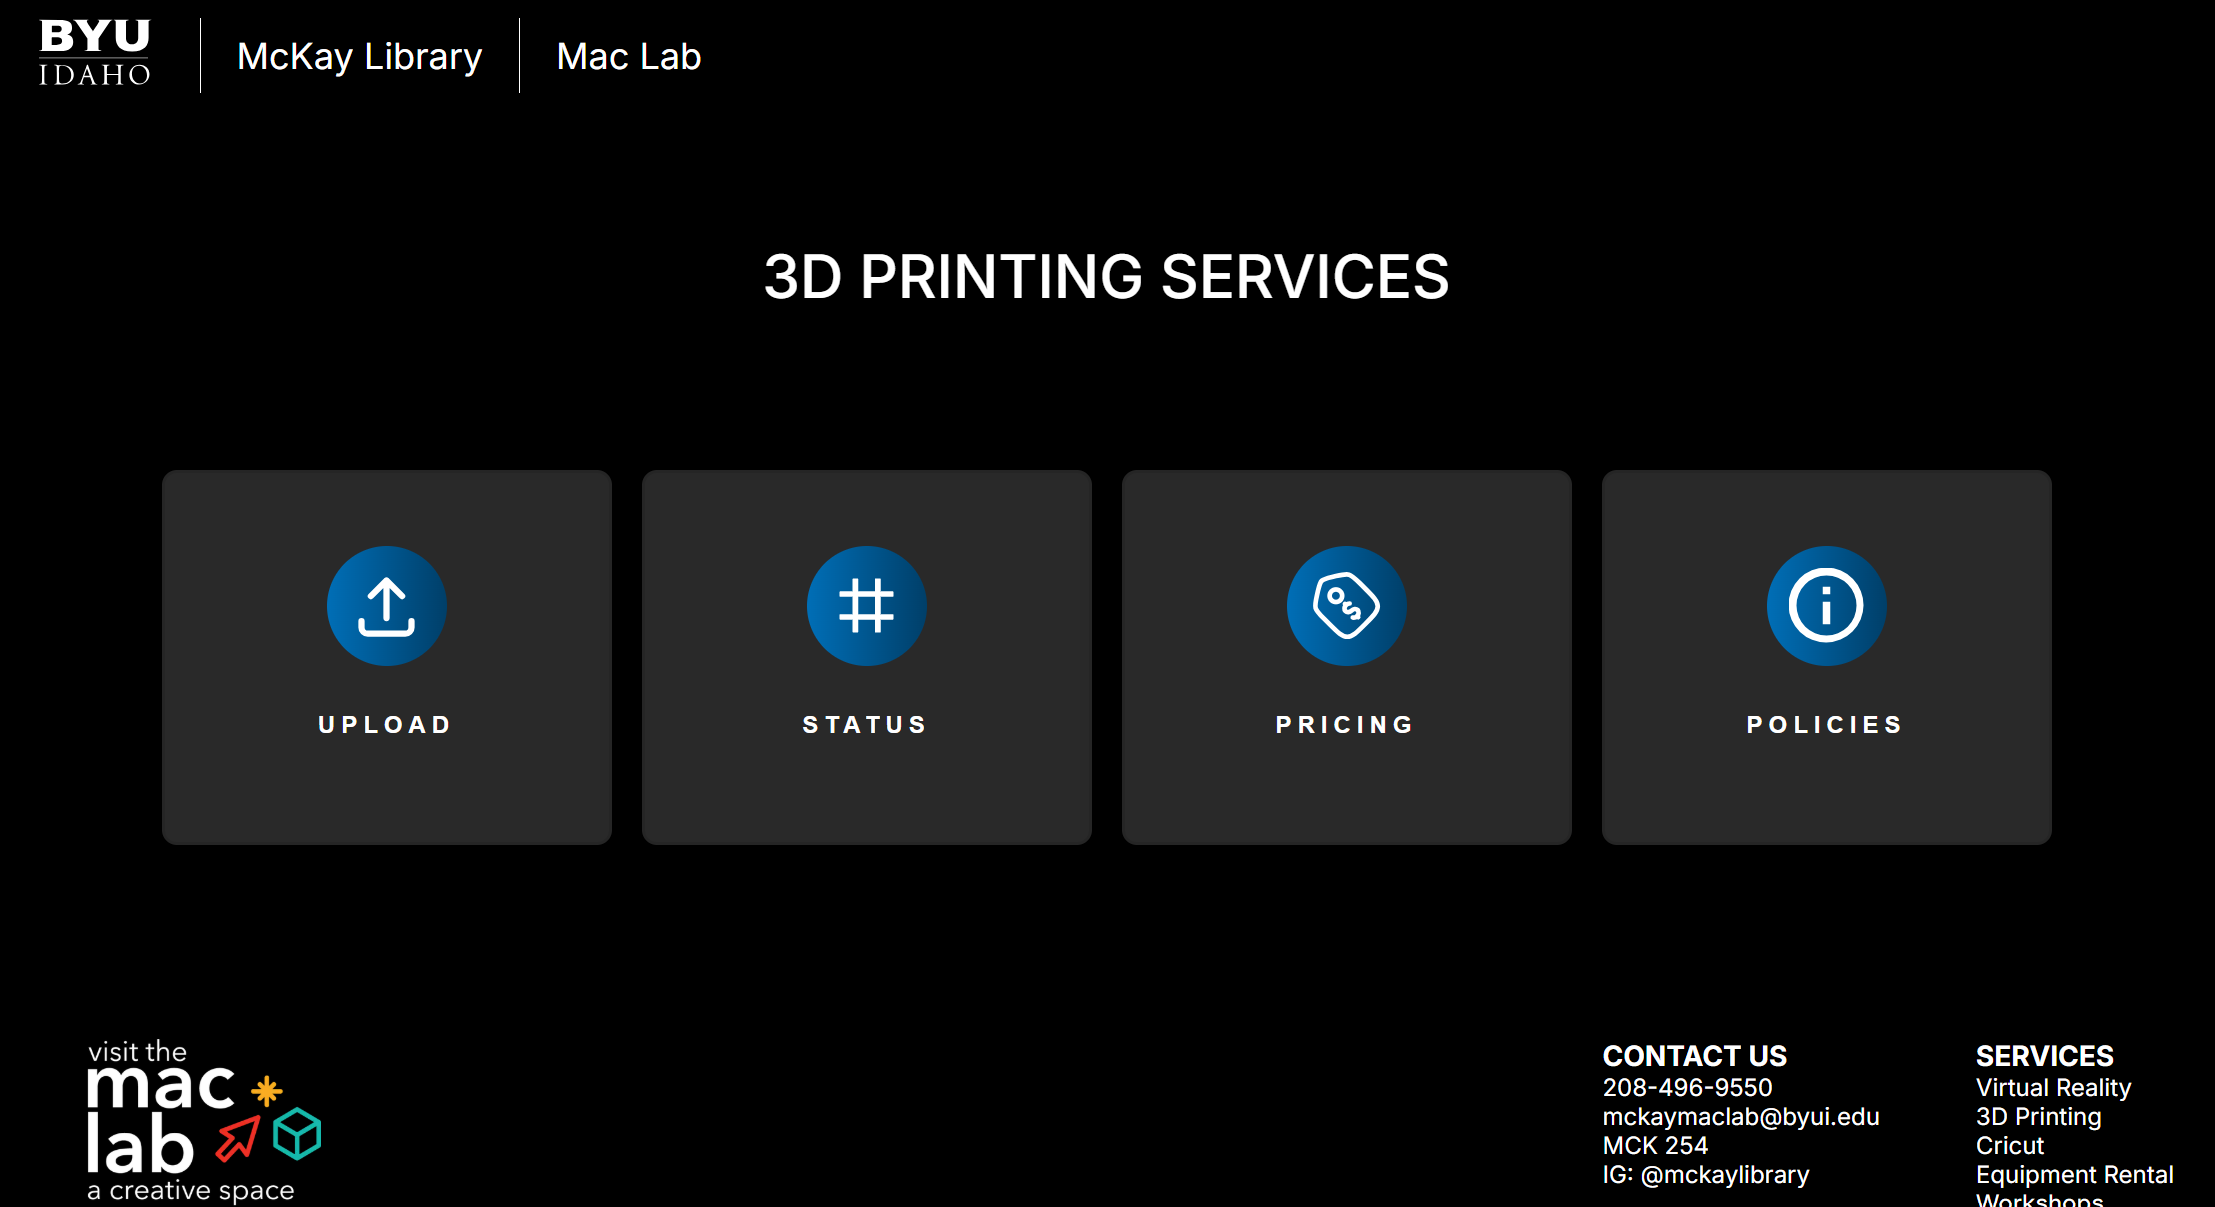 BYU
IDAHO
McKay Library
Mac Lab
3D PRINTING SERVICES
UPLOAD
STATUS
PRICING
POLICIES
visit the
mac
lab
a creative space
CONTACT US
208-496-9550
mckaymaclab@byui.edu
MCK 254
IG: @mckaylibrary
SERVICES
Virtual Reality
3D Printing
Cricut
Equipment Rental
Workshops